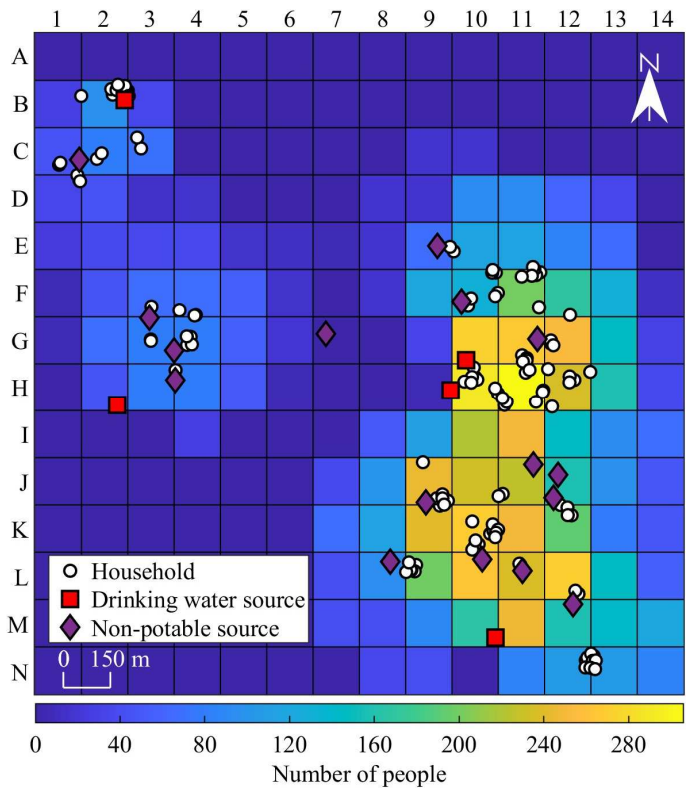 1 2 3 4 5 6 7 8 9 10 11 12 13 14
A
N
B
C
D
E
F
G
H
I
J
K
L
Household
Drinking water source
M
Non-potable source
0 150 m
N
0 40 80 120 160 200 240 280
Number of people